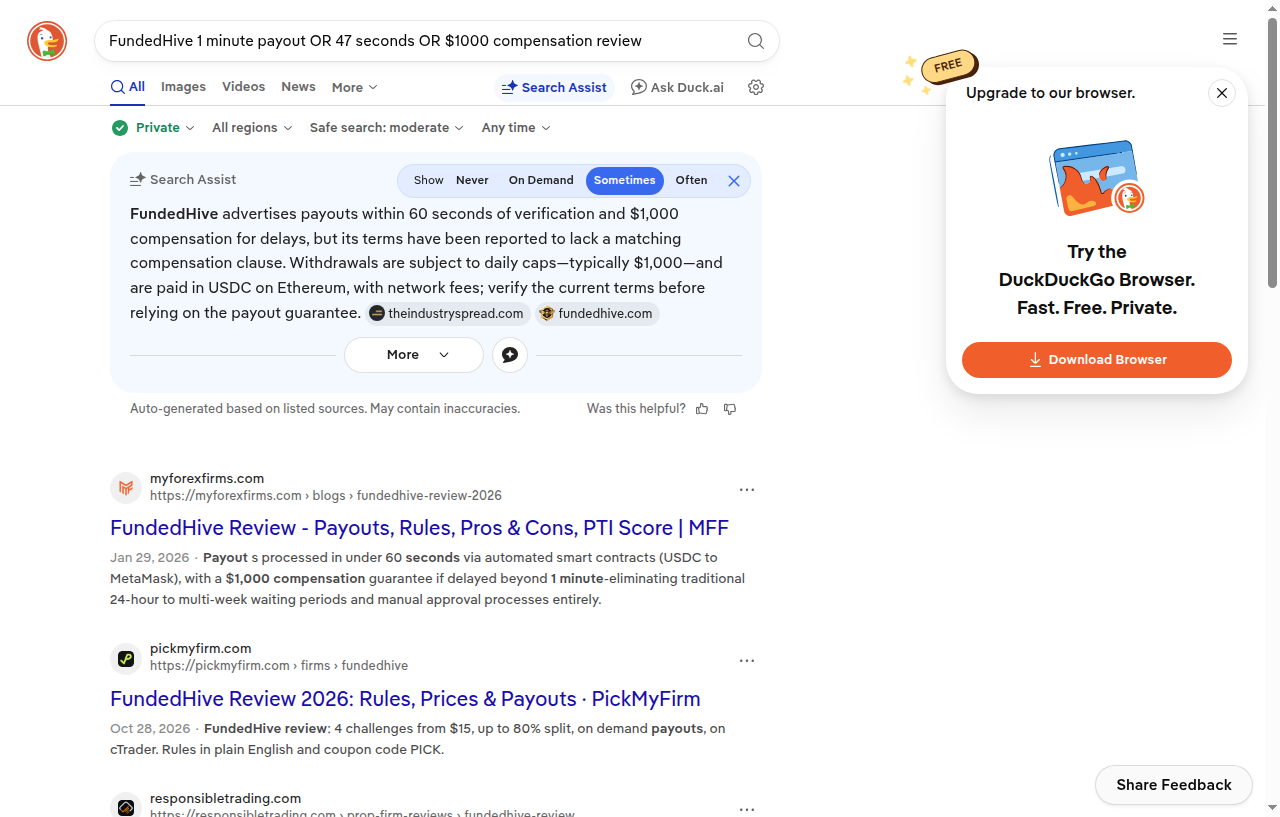 FundedHive 1 minute payout OR 47 seconds OR $1000 compensation review
All
Images
Videos
News
More
Search Assist
Ask Duck.ai
Private
All regions
Safe search: moderate
Any time
FREE
Upgrade to our browser.
Try the
DuckDuckGo Browser.
Fast. Free. Private.
Download Browser
Search Assist
Show
Never
On Demand
Sometimes
Often
FundedHive advertises payouts within 60 seconds of verification and $1,000
compensation for delays, but its terms have been reported to lack a matching
compensation clause. Withdrawals are subject to daily caps—typically $1,000—and
are paid in USDC on Ethereum, with network fees; verify the current terms before
relying on the payout guarantee. theindustryspread.com fundedhive.com
More
Auto-generated based on listed sources. May contain inaccuracies.
Was this helpful?
myforexfirms.com
https://myforexfirms.com › blogs › fundedhive-review-2026
FundedHive Review - Payouts, Rules, Pros & Cons, PTI Score | MFF
Jan 29, 2026 · Payout s processed in under 60 seconds via automated smart contracts (USDC to
MetaMask), with a $1,000 compensation guarantee if delayed beyond 1 minute-eliminating traditional
24-hour to multi-week waiting periods and manual approval processes entirely.
pickmyfirm.com
https://pickmyfirm.com › firms › fundedhive
FundedHive Review 2026: Rules, Prices & Payouts · PickMyFirm
Oct 28, 2026 · FundedHive review: 4 challenges from $15, up to 80% split, on demand payouts, on
cTrader. Rules in plain English and coupon code PICK.
responsibletrading.com
https://responsibletrading.com › prop-firm-reviews › fundedhive-review
Share Feedback